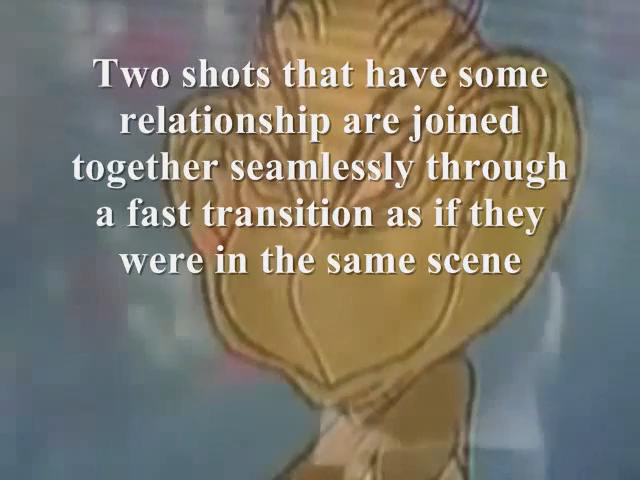 Two shots that have some
relationship are joined
together seamlessly through
a fast transition as if they
were in the same scene